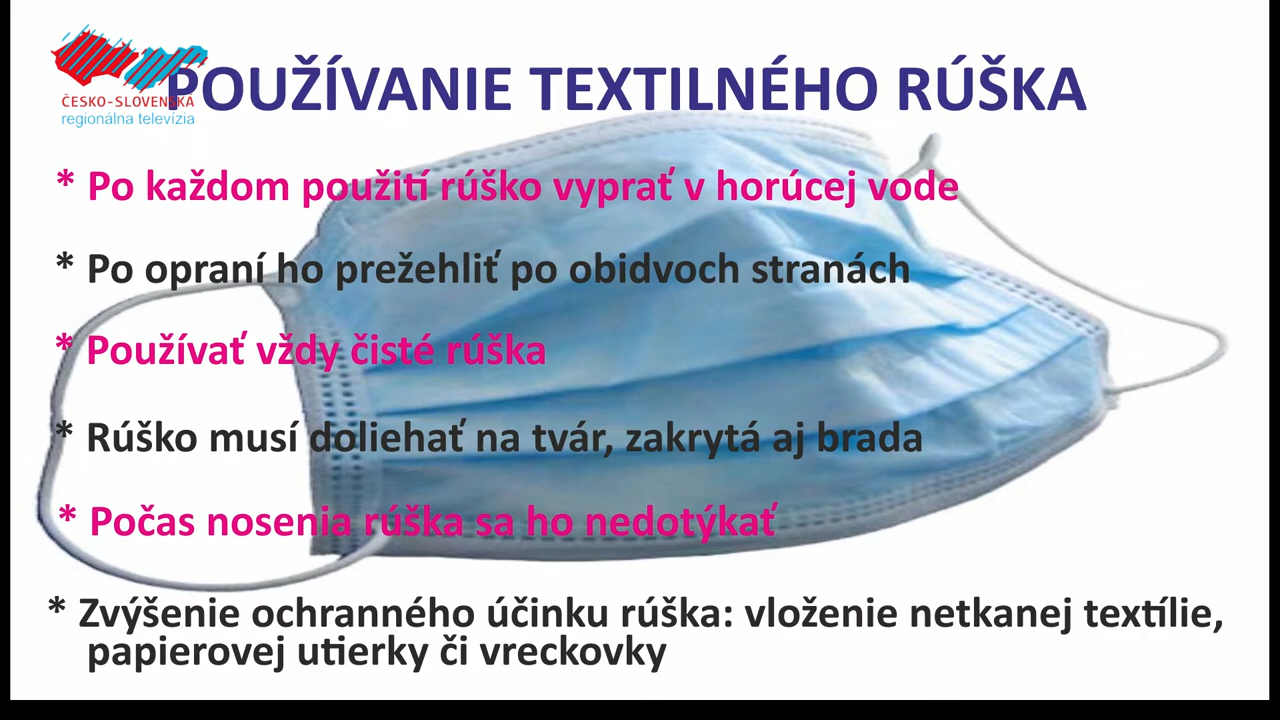 POUŽÍVANIE TEXTILNÉHO RÚŠKA
ČESKO-SLOVENSKÁ
regionálna televízia
* Po každom použití rúško vyprať v horúcej vode
* Po opraní ho prežehliť po obidvoch stranách
* Používať vždy čisté rúška
* Rúško musí doliehať na tvár, zakrytá aj brada
* Počas nosenia rúška sa ho nedotýkať
* Zvýšenie ochranného účinku rúška: vloženie netkanej textílie,
papierovej utierky či vreckovky